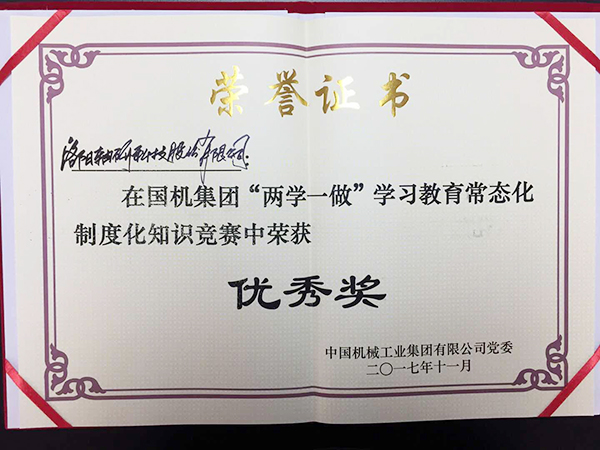 荣誉证书
洛阳轴研科技股份有限公司：
在国机集团“两学一做”学习教育常态化
制度化知识竞赛中荣获
优秀奖
中国机械工业集团有限公司党委
二〇一七年十一月